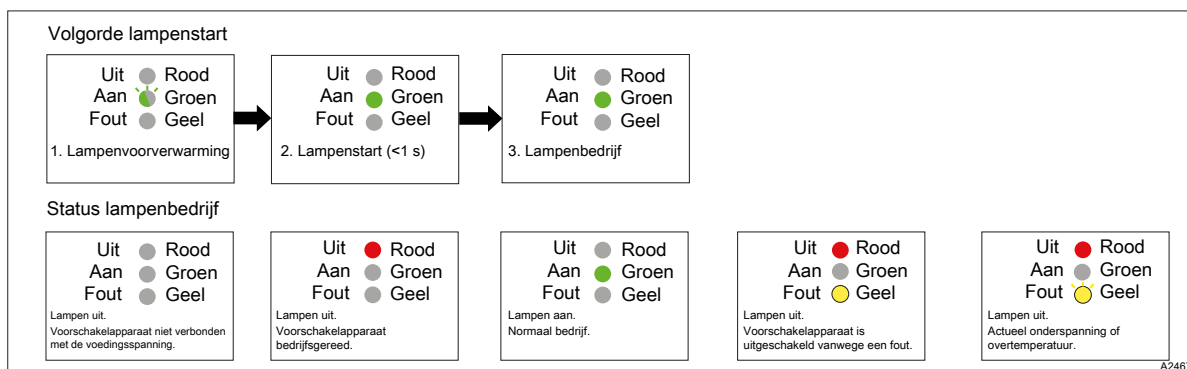 Volgorde lampenstart
Uit Rood
Aan Groen
Fout Geel
1. Lampenvoorverwarming
Uit Rood
Aan Groen
Fout Geel
2. Lampenstart (<1 s)
Uit Rood
Aan Groen
Fout Geel
3. Lampenbedrijf
Status lampenbedrijf
Uit Rood
Aan Groen
Fout Geel
Lampen uit.
Voorschakelapparaat niet verbonden
met de voedingsspanning.
Uit Rood
Aan Groen
Fout Geel
Lampen uit.
Voorschakelapparaat
bedrijfsgereed.
Uit Rood
Aan Groen
Fout Geel
Lampen aan.
Normaal bedrijf.
Uit Rood
Aan Groen
Fout Geel
Lampen uit.
Voorschakelapparaat is
uitgeschakeld vanwege een fout.
Uit Rood
Aan Groen
Fout Geel
Lampen uit.
Actueel onderspanning of
overtemperatuur.